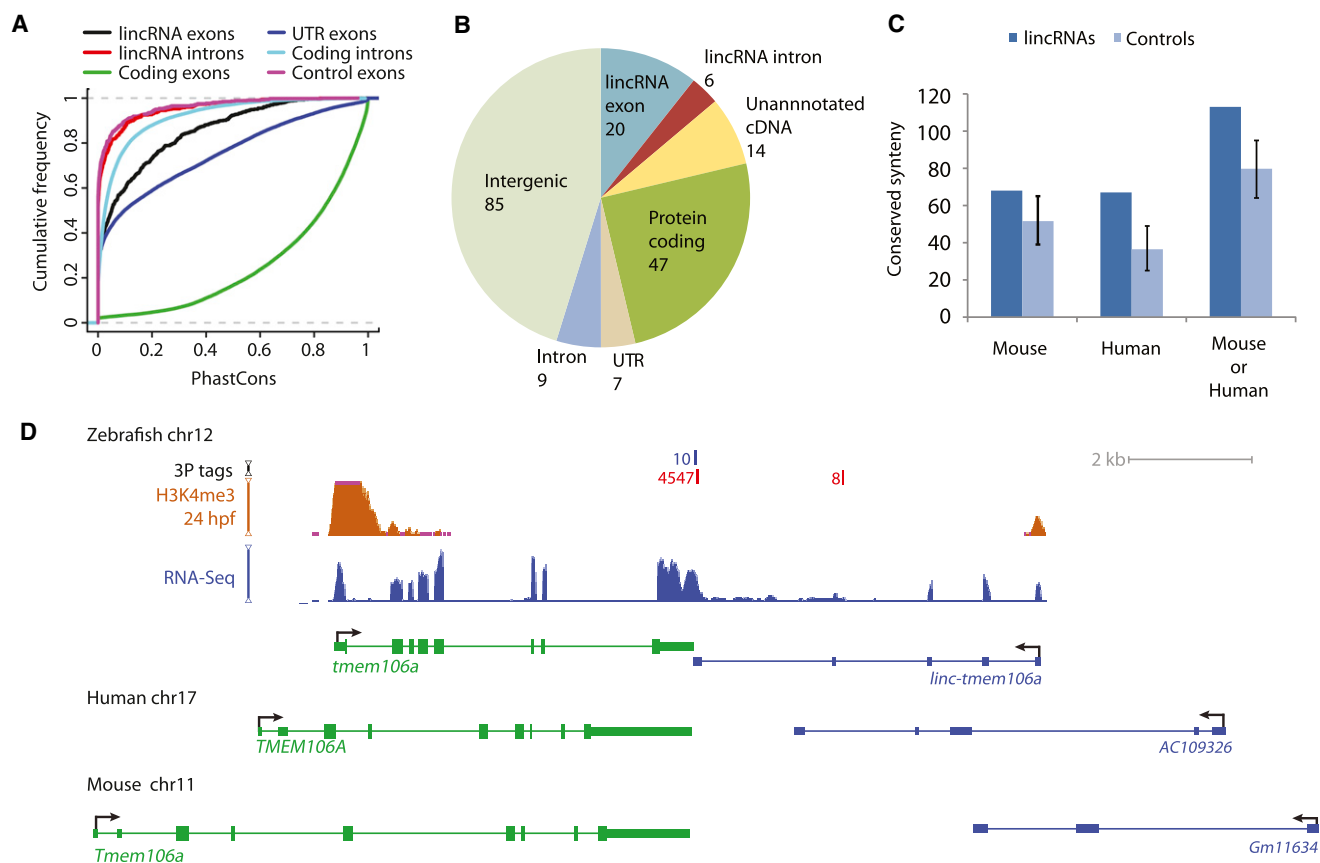 A
lincRNA exons
lincRNA introns
Coding exons
UTR exons
Coding introns
Control exons
Cumulative frequency
1
0.8
0.6
0.4
0.2
0
0
0.2
0.4
0.6
0.8
1
PhastCons
B
lincRNA
exon
20
lincRNA intron
6
Unannnotated
cDNA
14
Protein
coding
47
UTR
7
Intron
9
Intergenic
85
C
lincRNAs
Controls
Conserved synteny
120
100
80
60
40
20
0
Mouse
Human
Mouse
or
Human
D
Zebrafish chr12
3P tags
10
4547
8
2 kb
H3K4me3
24 hpf
RNA-Seq
tmem106a
linc-tmem106a
Human chr17
TMEM106A
AC109326
Mouse chr11
Tmem106a
Gm11634